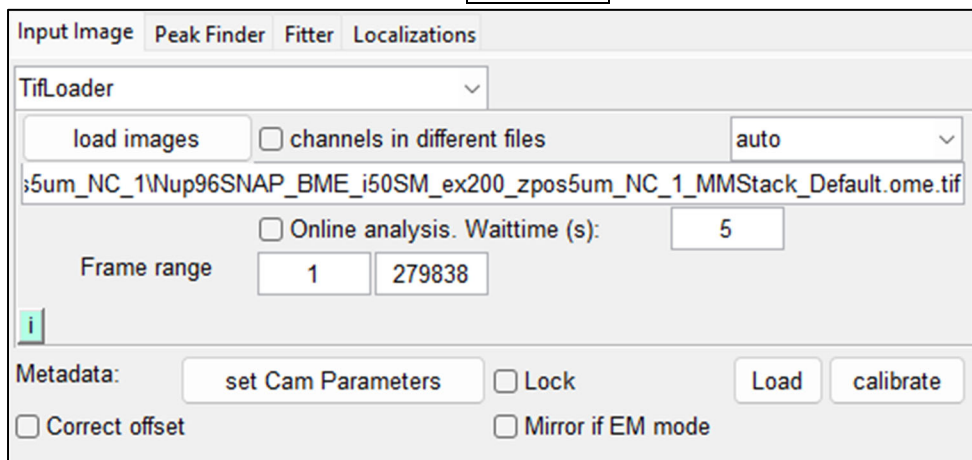 Input Image Peak Finder Fitter Localizations
TifLoader
load images channels in different files auto
s5um_NC_1\Nup96SNAP_BME_i50SM_ex200_zpos5um_NC_1_MMStack_Default.ome.tif
Online analysis. Waittime (s): 5
Frame range 1 279838
i
Metadata: set Cam Parameters Lock Load calibrate
Correct offset Mirror if EM mode